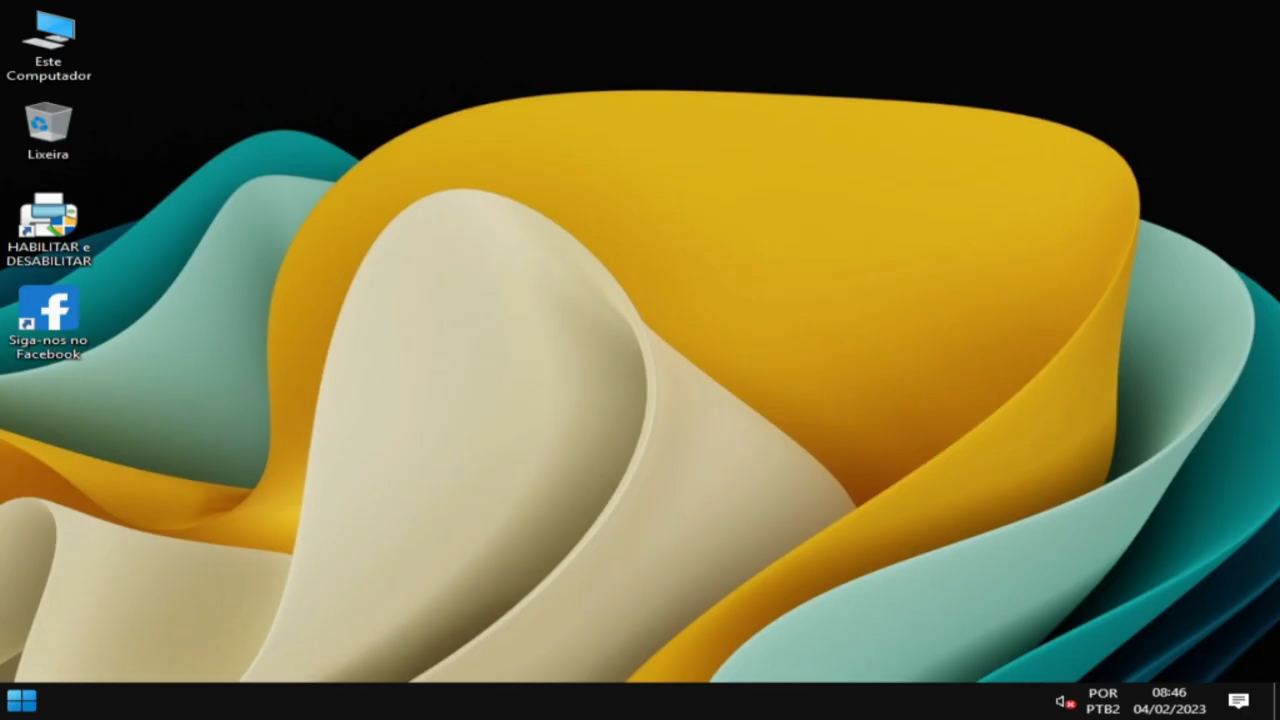 Este
Computador
Lixeira
HABILITAR e
DESABILITAR
Siga-nos no
Facebook
POR
PTB2
08:46
04/02/2023